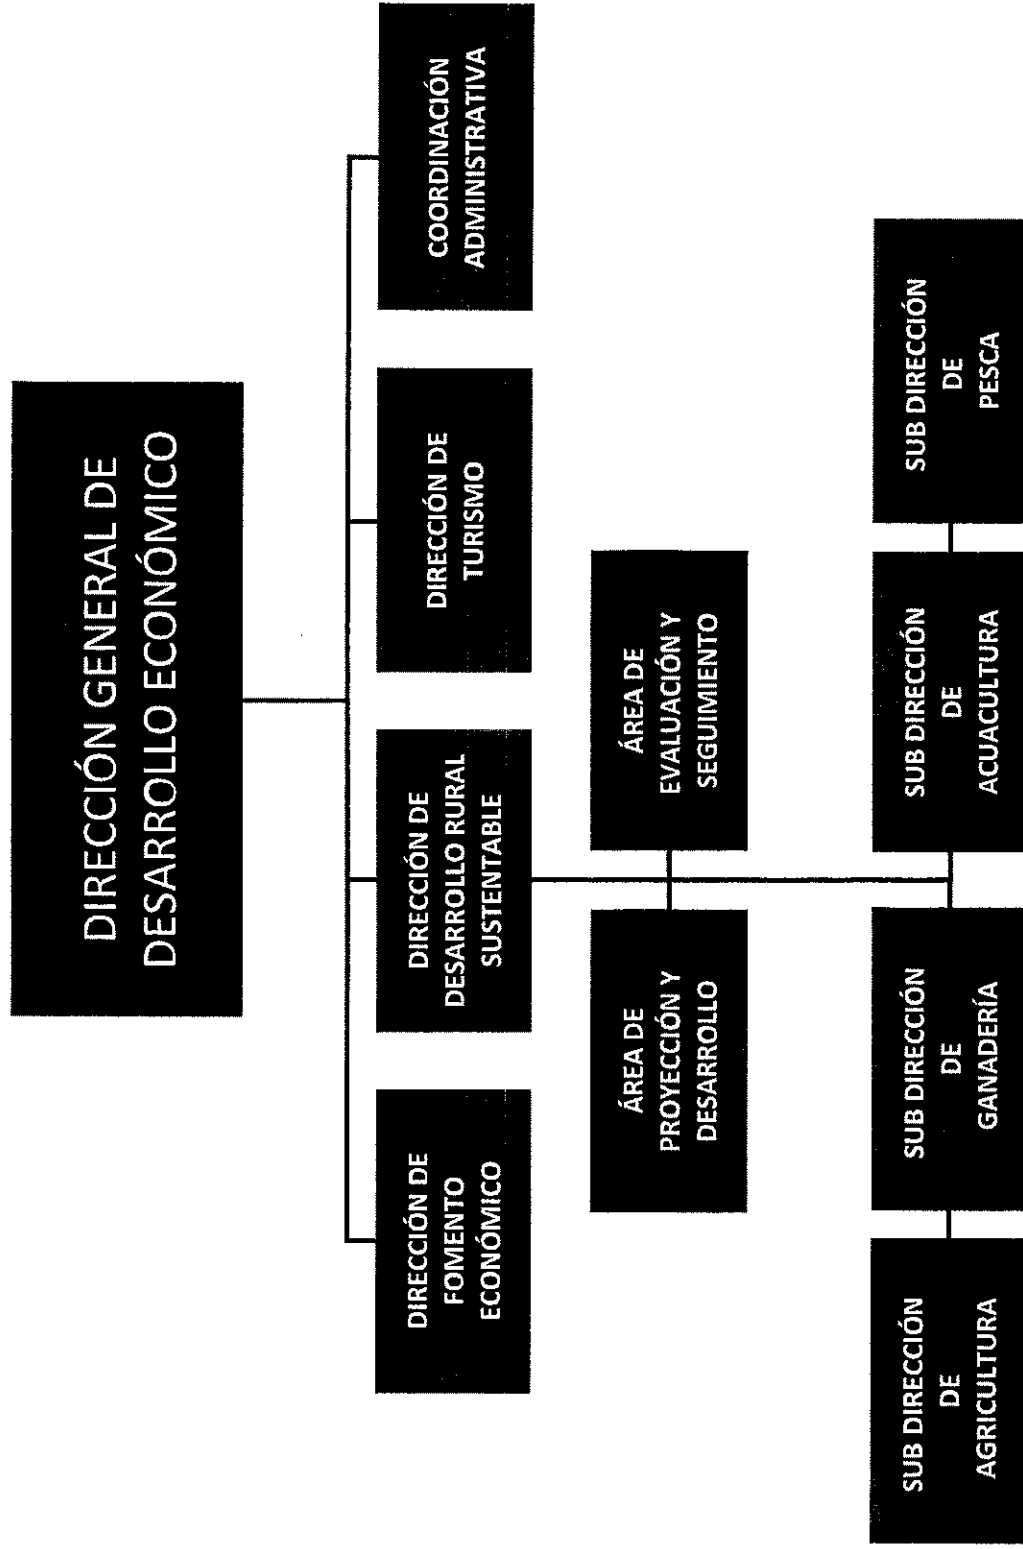 DIRECCIÓN GENERAL DE
DESARROLLO ECONÓMICO
DIRECCIÓN DE
FOMENTO
ECONÓMICO
DIRECCIÓN DE
DESARROLLO RURAL
SUSTENTABLE
DIRECCIÓN DE
TURISMO
COORDINACIÓN
ADMINISTRATIVA
ÁREA DE
PROYECCIÓN Y
DESARROLLO
ÁREA DE
EVALUACIÓN Y
SEGUIMIENTO
SUB DIRECCIÓN
DE
AGRICULTURA
SUB DIRECCIÓN
DE
GANADERÍA
SUB DIRECCIÓN
DE
ACUACULTURA
SUB DIRECCIÓN
DE
PESCA